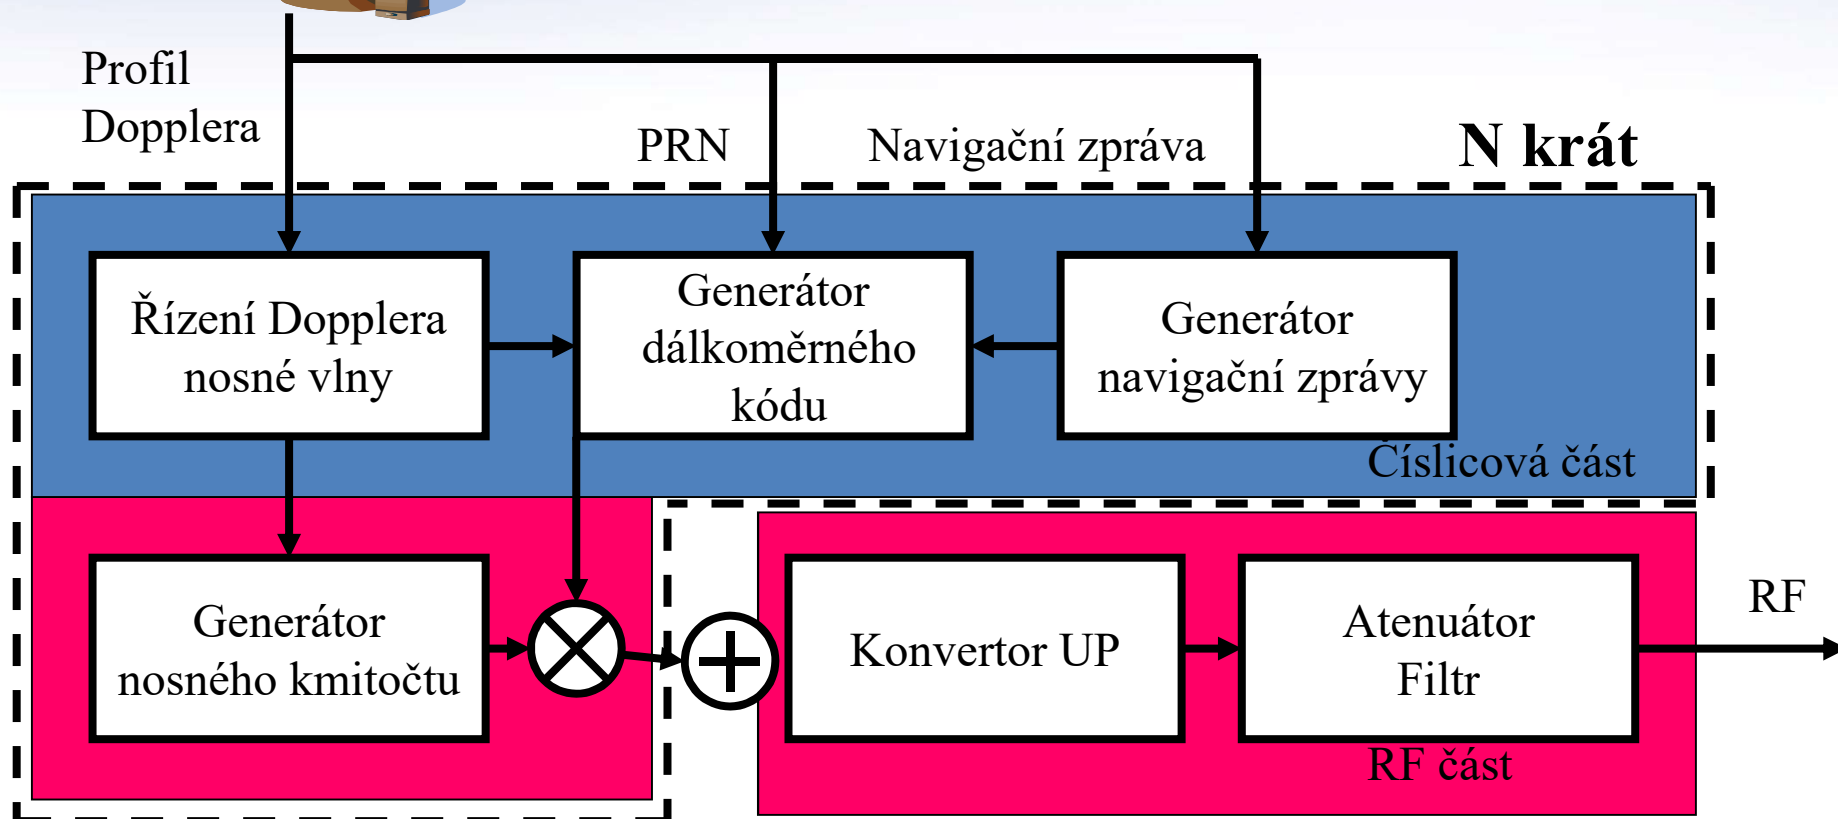 Profil
Dopplera
PRN
Navigační zpráva
N krát
Řízení Dopplera
nosné vlny
Generátor
dálkoměrného
kódu
Generátor
navigační zprávy
Číslicová část
Generátor
nosného kmitočtu
Konvertor UP
Atenuátor
Filtr
RF
RF část